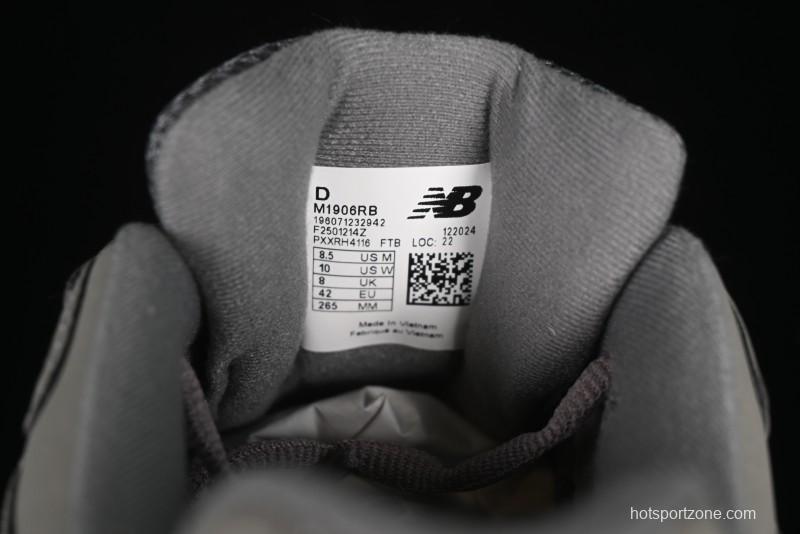 D
M1906RB
NB
196071232942
F2501214Z
122024
PXXRH4116 FTB LOC: 22
8.5 US M
10 US W
8 UK
42 EU
265 MM
Made in Vietnam
Fabriqué au Vietnam
hotsportzone.com